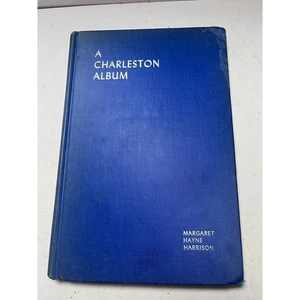 A
CHARLESTON
ALBUM
MARGARET
HAYNE
HARRISON